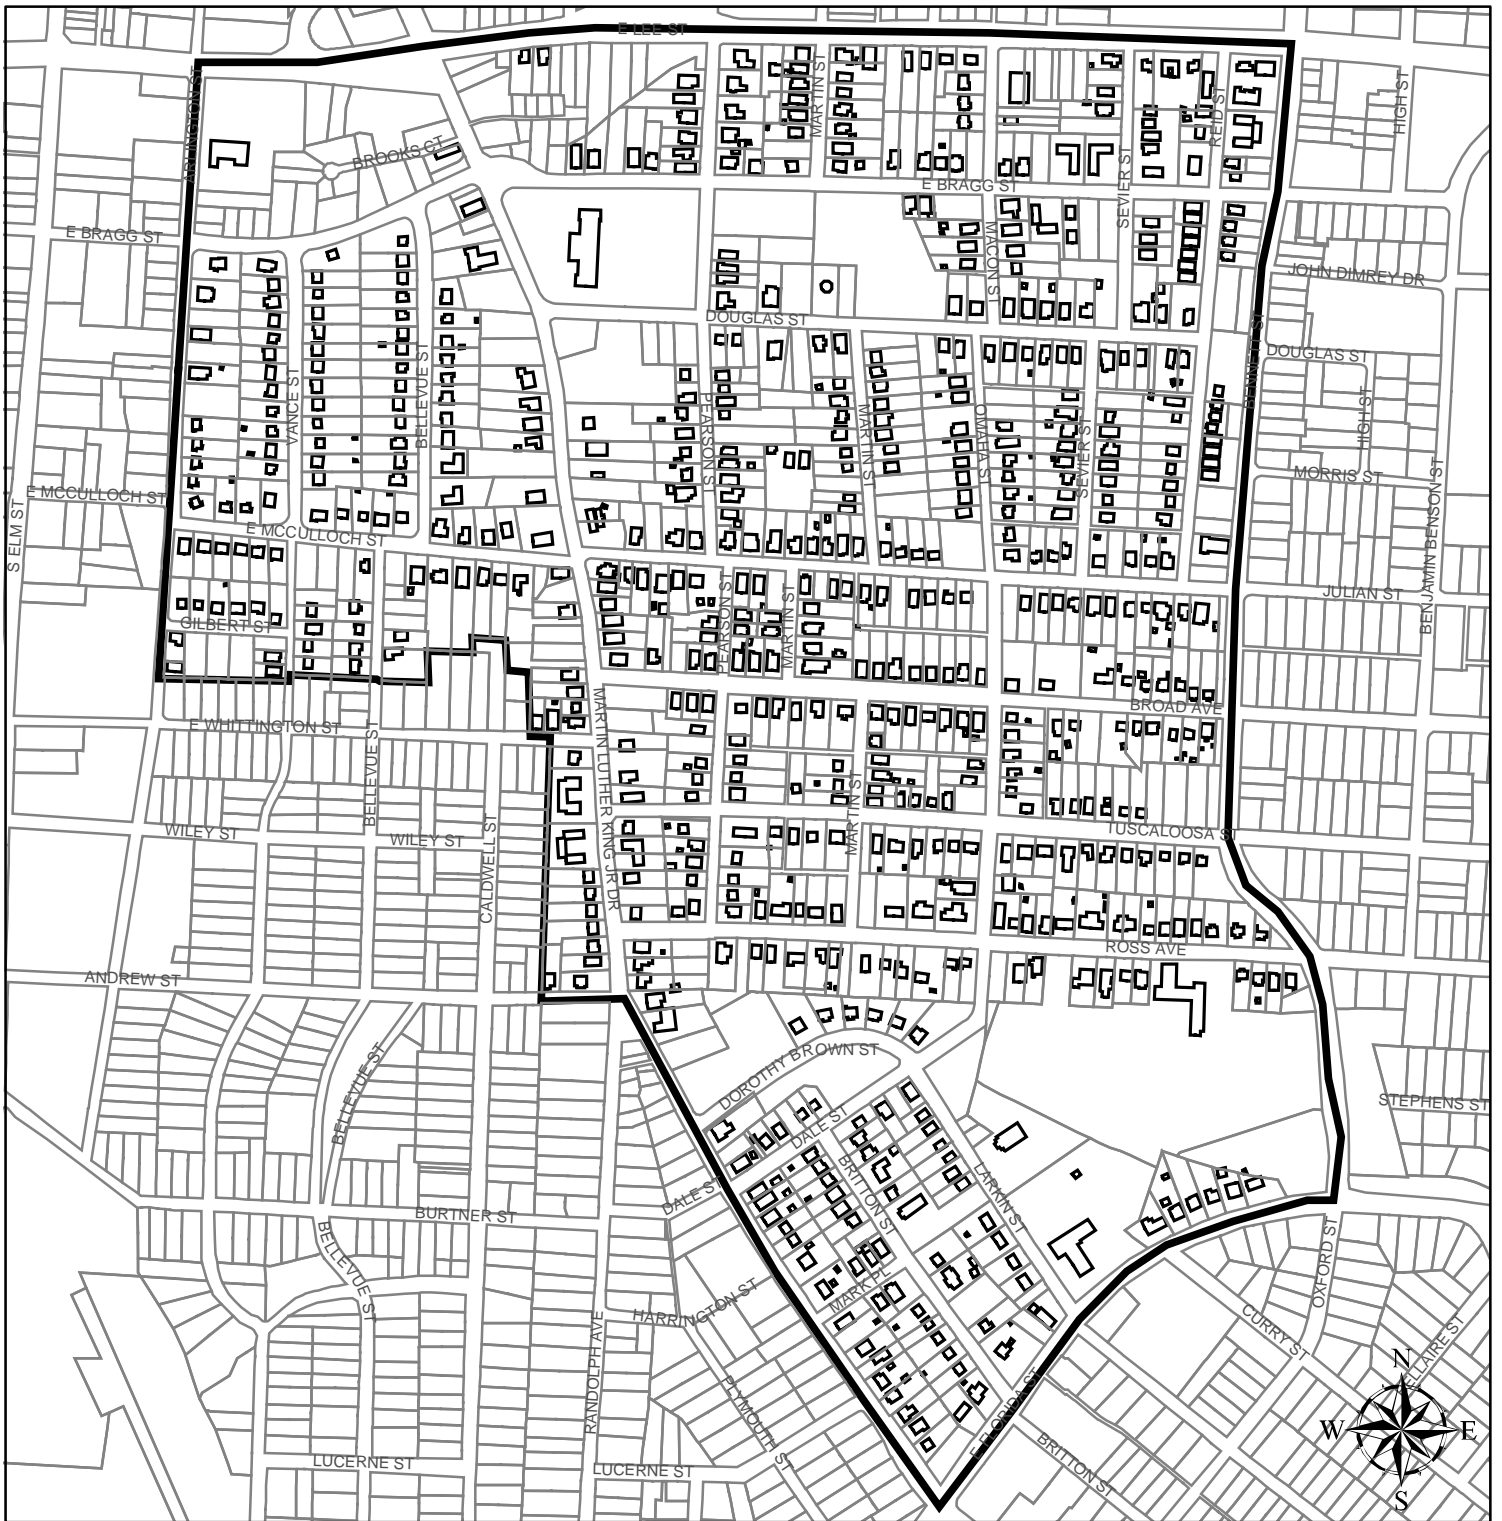 E LEE ST
ARLINGTON ST
MARTIN ST
REID ST
HIGH ST
BROOKS CT
E BRAGG ST
SEVIER ST
E BRAGG ST
MACON ST
JOHN DIMREY DR
DOUGLAS ST
BENNETT ST
DOUGLAS ST
VANCE ST
BELLEVUE ST
PEARSON ST
MARTIN ST
OMAHA ST
SEVIER ST
HIGH ST
MORRIS ST
E MCCULLOCH ST
S ELM ST
E MCCULLOCH ST
BENJAMIN BENSON ST
JULIAN ST
GILBERT ST
PEARSON ST
MARTIN ST
E WHITTINGTON ST
BELLEVUE ST
MARTIN LUTHER KING JR DR
BROAD AVE
WILEY ST
WILEY ST
CALDWELL ST
MARTIN ST
TUSCALOOSA ST
ANDREW ST
ROSS AVE
BELLEVUE ST
DOROTHY BROWN ST
STEPHENS ST
DALE ST
DALE ST
BRITTON ST
LARKIN ST
BURTNER ST
BELLEVUE ST
MARK PL
HARRINGTON ST
OXFORD ST
CURRY ST
RANDOLPH AVE
PLYMOUTH ST
E FLORIDA ST
BRITTON ST
LUCERNE ST
LUCERNE ST
N
W
E
S